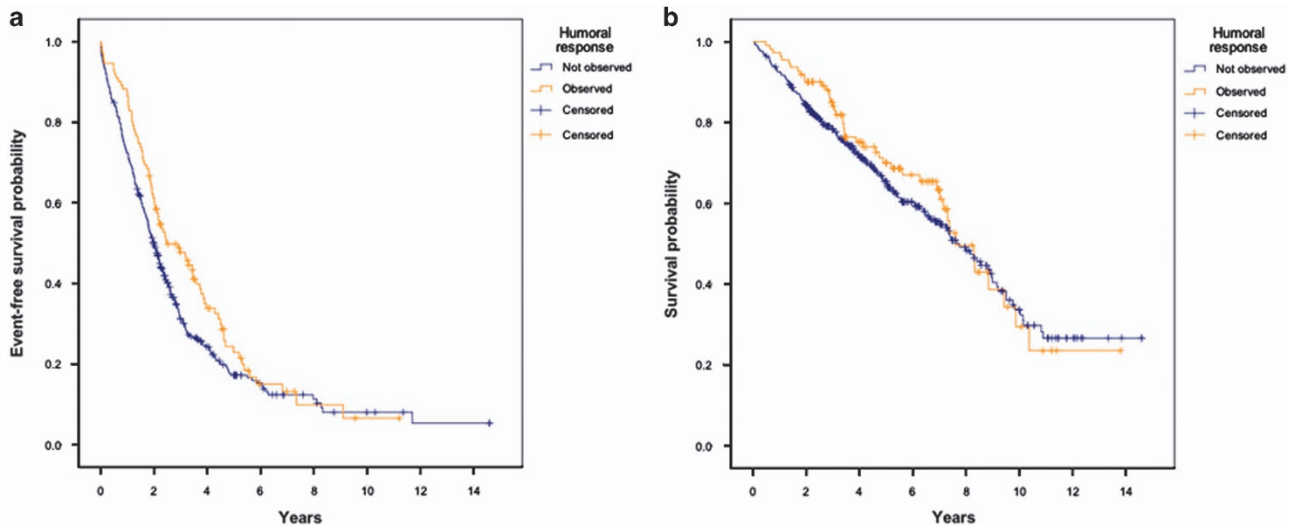 a
Humoral
response
Not observed
Observed
Censored
Censored
Event-free survival probability
1.0
0.8
0.6
0.4
0.2
0.0
0 2 4 6 8 10 12 14
Years
b
Humoral
response
Not observed
Observed
Censored
Censored
Survival probability
1.0
0.8
0.6
0.4
0.2
0.0
0 2 4 6 8 10 12 14
Years